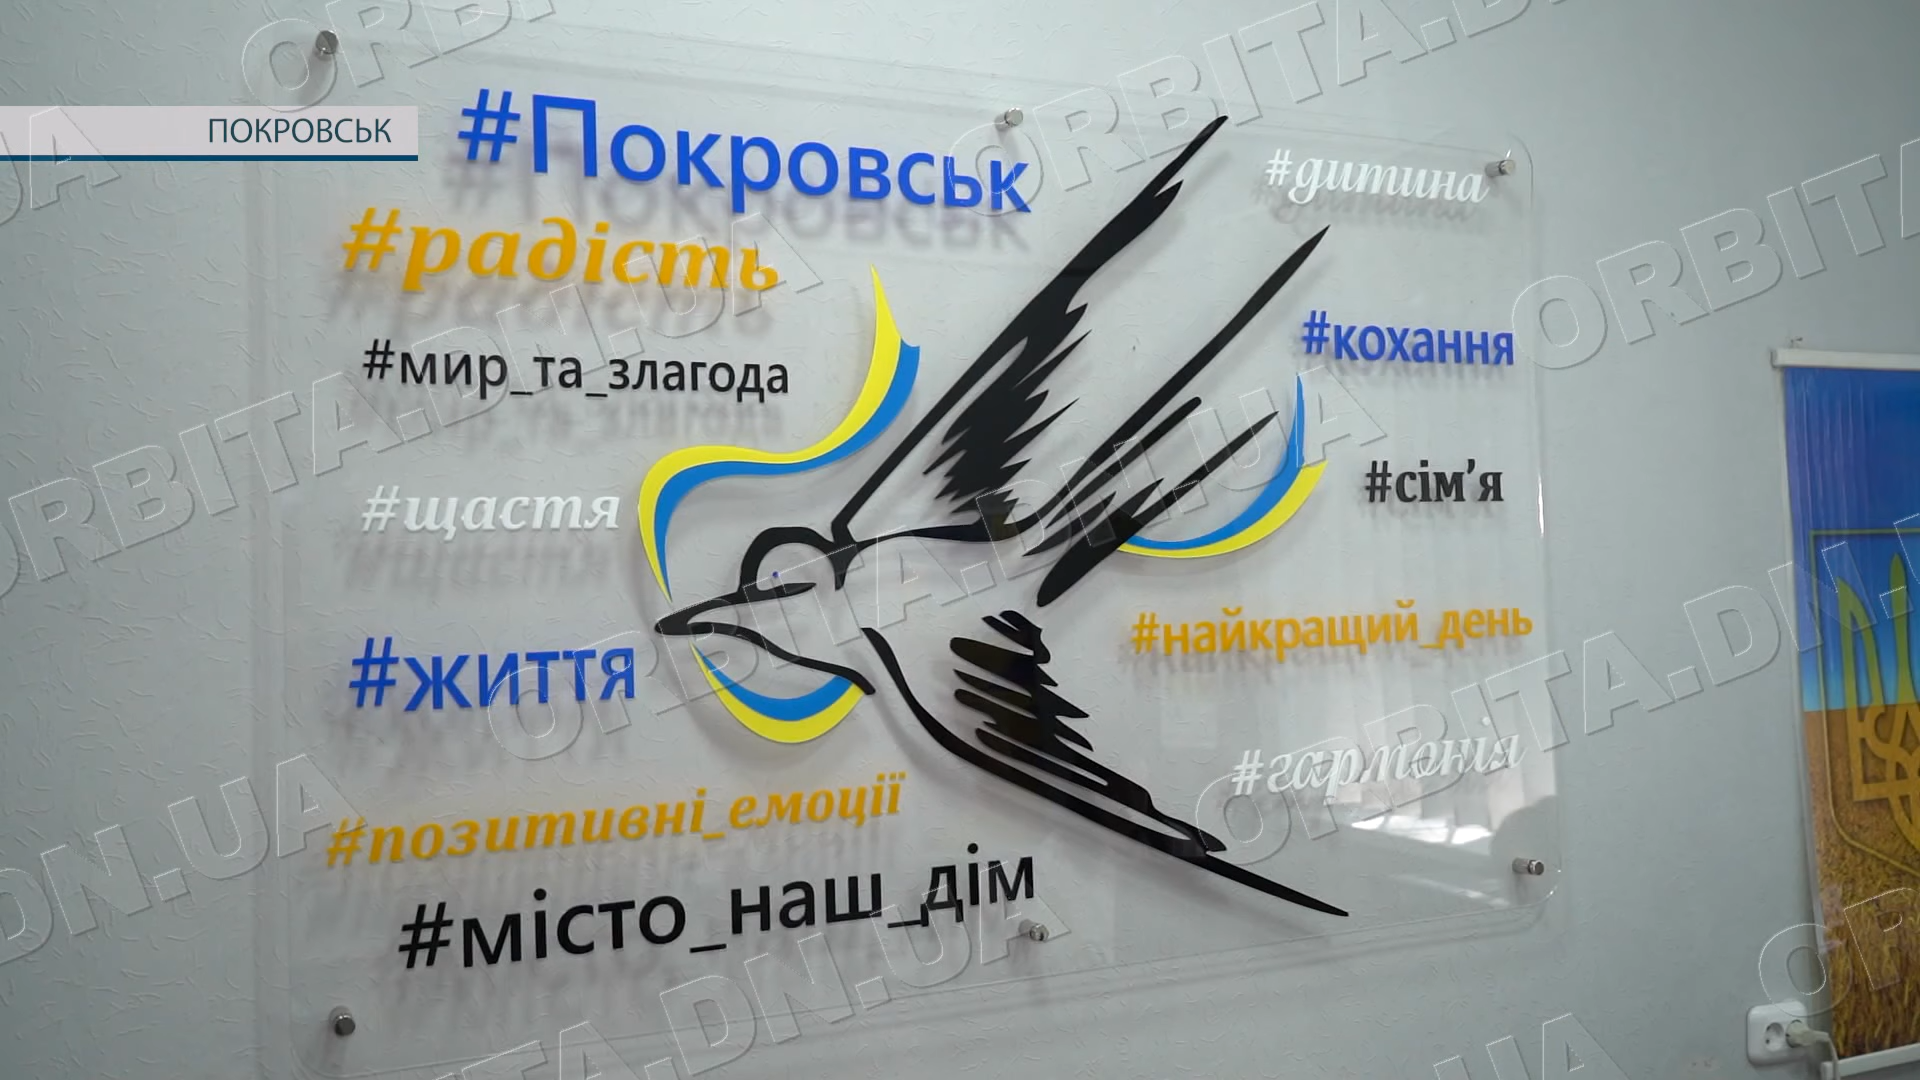 ПОКРОВСЬК
#Покровськ
#радість
#мир_та_злагода
#щастя
#життя
#позитивні_емоції
#місто_наш_дім
#дитина
#кохання
#сім’я
#найкращий_день
#гармонія
ORBITA.DN.UA